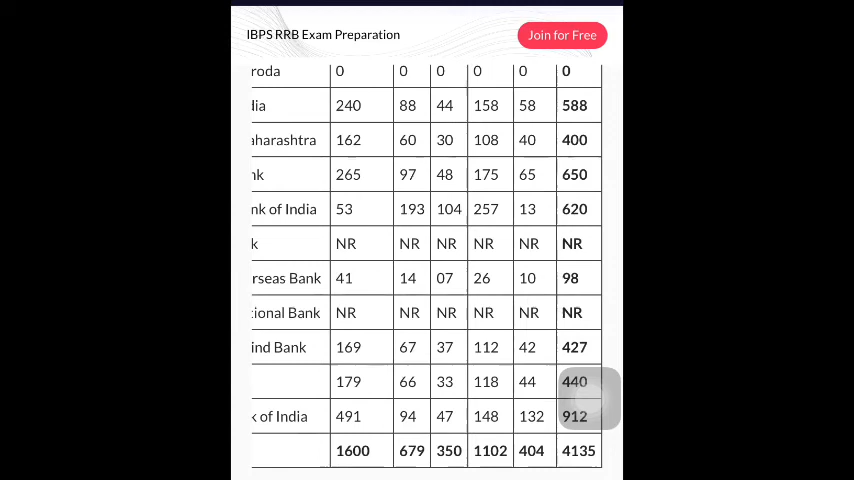 IBPS RRB Exam Preparation Join for Free
roda 0 0 0 0 0 0
dia 240 88 44 158 58 588
aharashtra 162 60 30 108 40 400
nk 265 97 48 175 65 650
nk of India 53 193 104 257 13 620
k NR NR NR NR NR NR
rseas Bank 41 14 07 26 10 98
tional Bank NR NR NR NR NR NR
ind Bank 169 67 37 112 42 427
179 66 33 118 44 440
k of India 491 94 47 148 132 912
1600 679 350 1102 404 4135